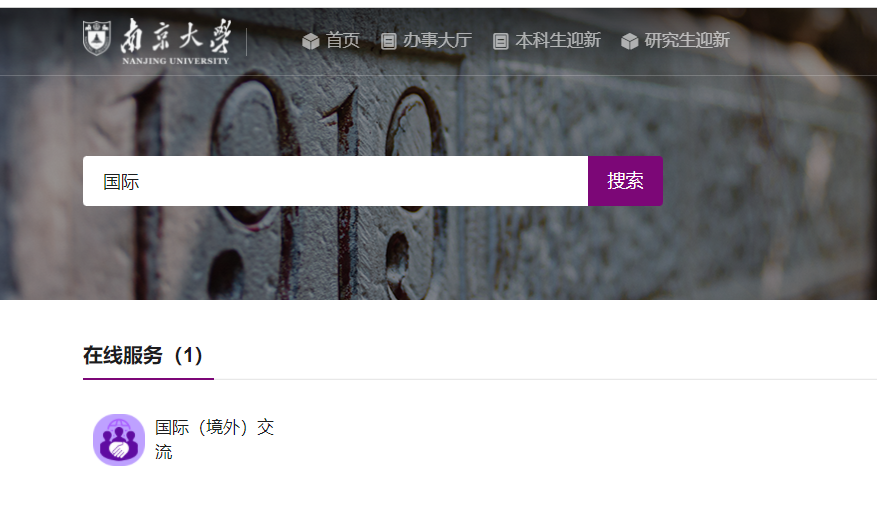 南京大学
NANJING UNIVERSITY
首页
办事大厅
本科生迎新
研究生迎新
国际
搜索
在线服务（1）
国际（境外）交
流